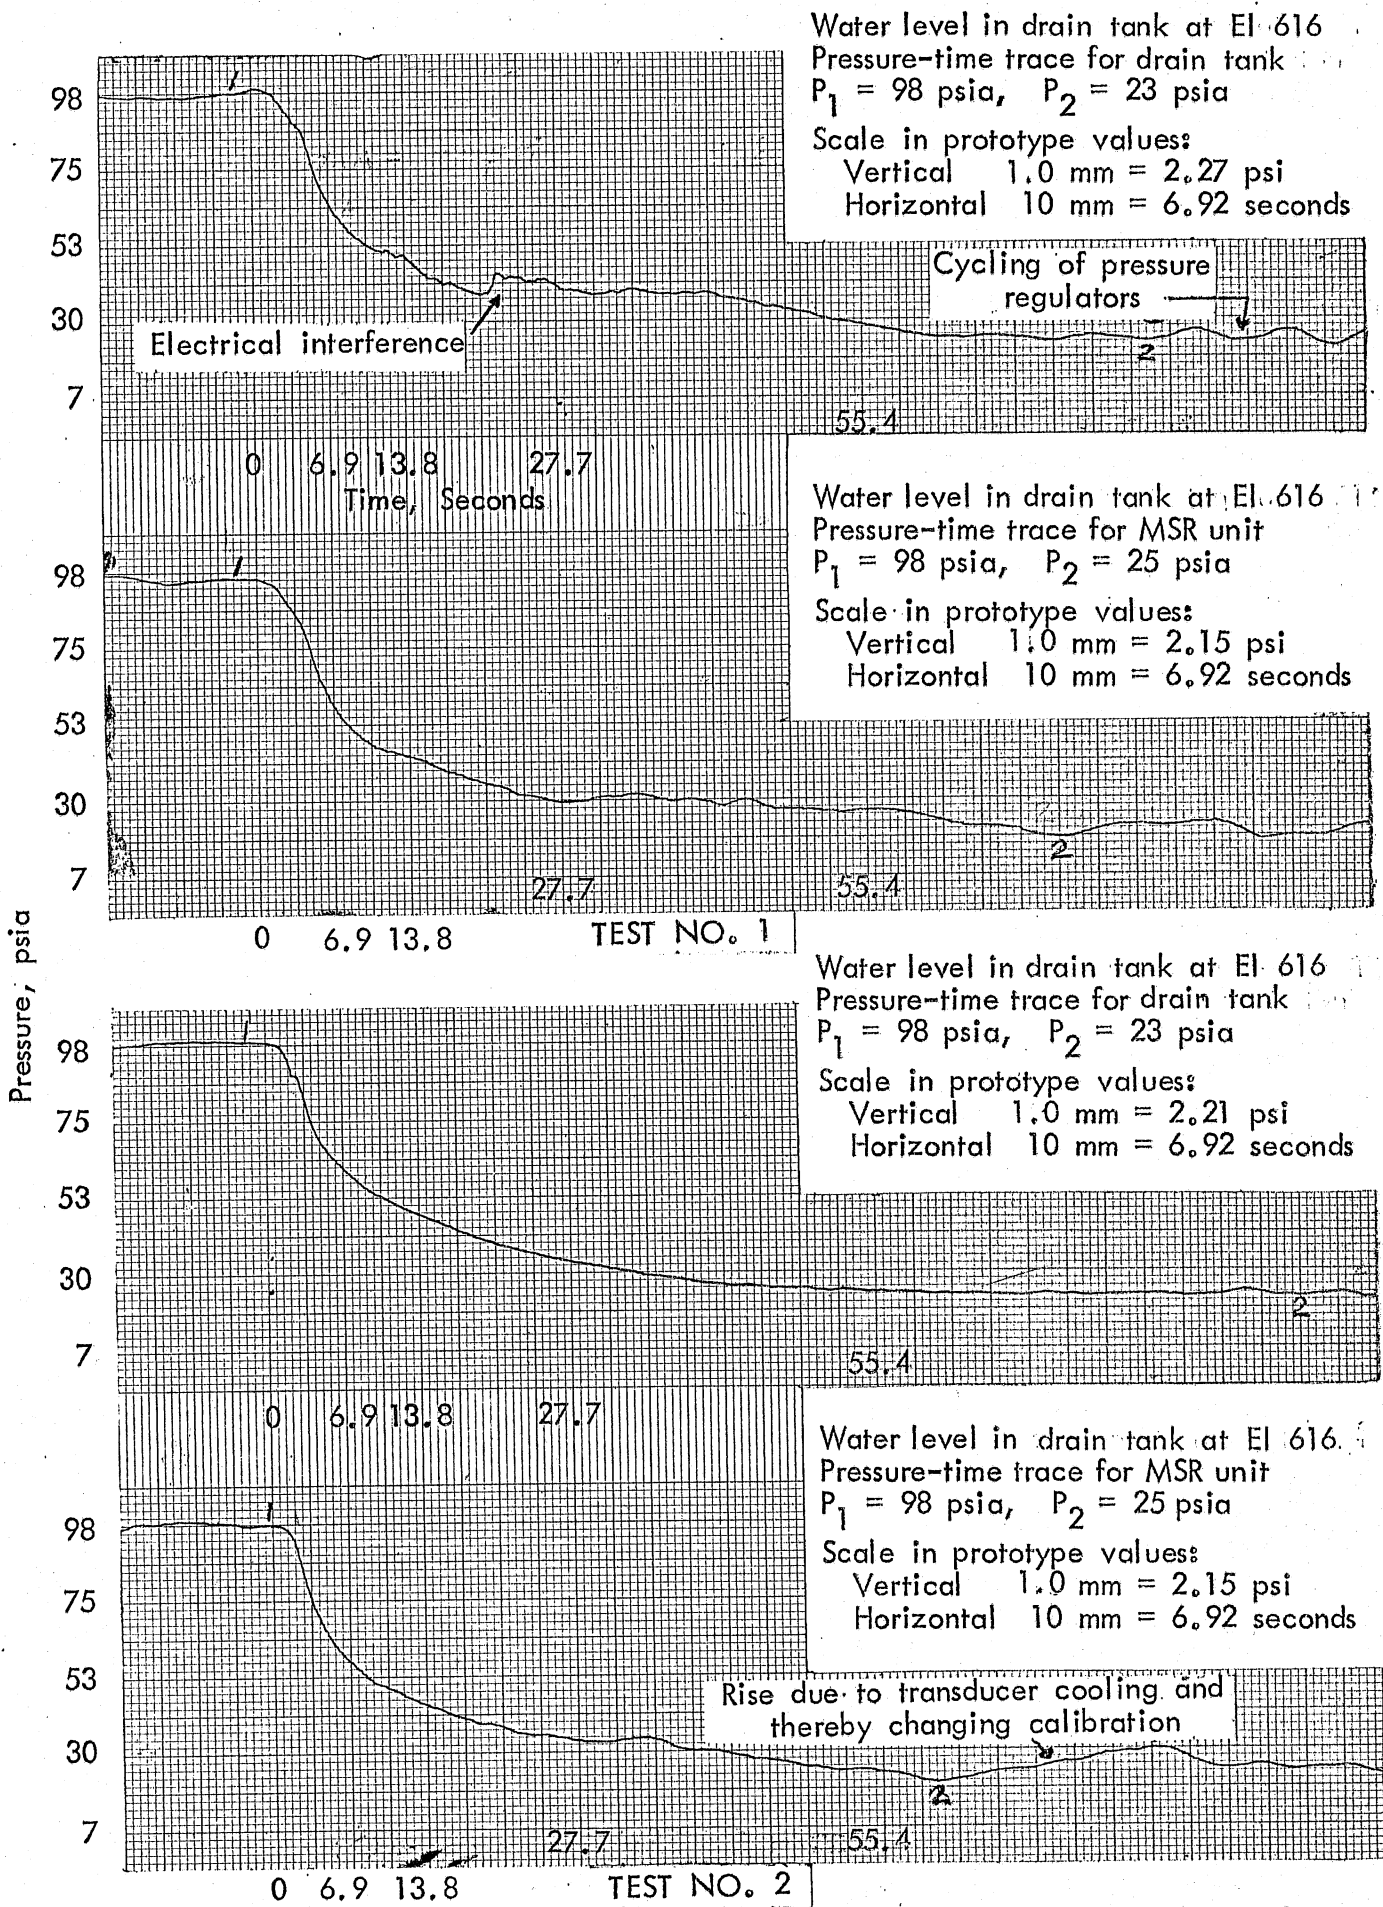 Water level in drain tank at El 616
Pressure-time trace for drain tank
P1 = 98 psia, P2 = 23 psia
Scale in prototype values:
Vertical 1.0 mm = 2.27 psi
Horizontal 10 mm = 6.92 seconds
1
98
75
53
30
7
Cycling of pressure
regulators
Electrical interference
2
55.4
0 6.9 13.8 27.7
Time, Seconds
Water level in drain tank at El 616
Pressure-time trace for MSR unit
P1 = 98 psia, P2 = 25 psia
Scale in prototype values:
Vertical 1.0 mm = 2.15 psi
Horizontal 10 mm = 6.92 seconds
1
98
75
53
30
7
2
27.7 55.4
0 6.9 13.8 TEST NO. 1
Pressure, psia
Water level in drain tank at El 616
Pressure-time trace for drain tank
P1 = 98 psia, P2 = 23 psia
Scale in prototype values:
Vertical 1.0 mm = 2.21 psi
Horizontal 10 mm = 6.92 seconds
1
98
75
53
30
7
2
55.4
0 6.9 13.8 27.7
Water level in drain tank at El 616
Pressure-time trace for MSR unit
P1 = 98 psia, P2 = 25 psia
Scale in prototype values:
Vertical 1.0 mm = 2.15 psi
Horizontal 10 mm = 6.92 seconds
1
98
75
53
30
7
Rise due to transducer cooling and
thereby changing calibration
2
27.7 55.4
0 6.9 13.8 TEST NO. 2